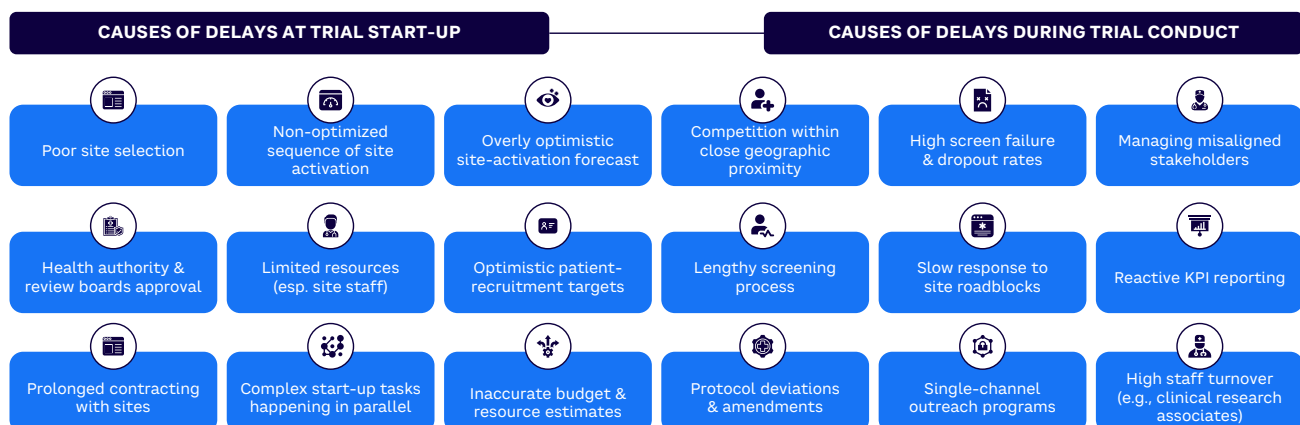 CAUSES OF DELAYS AT TRIAL START-UP
CAUSES OF DELAYS DURING TRIAL CONDUCT
Poor site selection
Non-optimized
sequence of site
activation
Overly optimistic
site-activation forecast
Competition within
close geographic
proximity
High screen failure
& dropout rates
Managing misaligned
stakeholders
Health authority &
review boards approval
Limited resources
(esp. site staff)
Optimistic patient-
recruitment targets
Lengthy screening
process
Slow response to
site roadblocks
Reactive KPI reporting
Prolonged contracting
with sites
Complex start-up tasks
happening in parallel
Inaccurate budget &
resource estimates
Protocol deviations
& amendments
Single-channel
outreach programs
High staff turnover
(e.g., clinical research
associates)